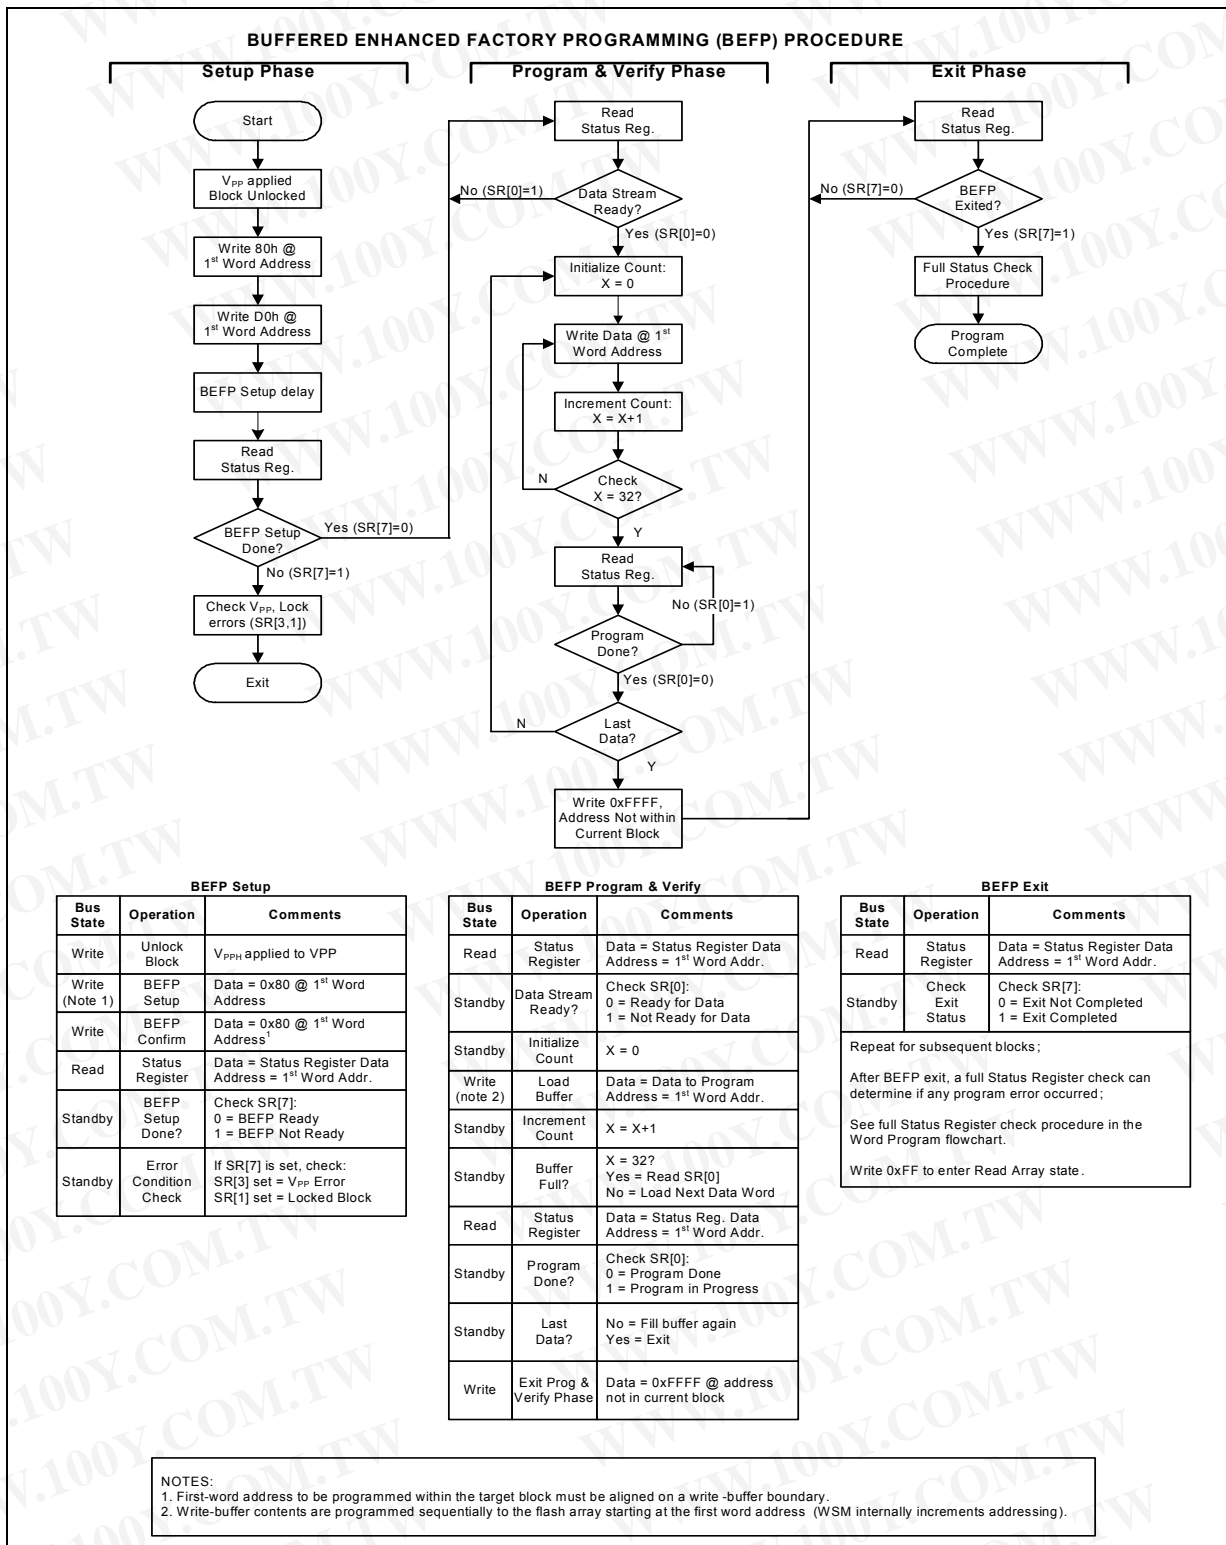 BUFFERED ENHANCED FACTORY PROGRAMMING (BEFP) PROCEDURE
Setup Phase
Start
VPP applied
Block Unlocked
Write 80h @
1st Word Address
Write D0h @
1st Word Address
BEFP Setup delay
Read
Status Reg.
BEFP Setup
Done?
Yes (SR[7]=0)
No (SR[7]=1)
Check VPP, Lock
errors (SR[3,1])
Exit
Program & Verify Phase
Read
Status Reg.
No (SR[0]=1)
Data Stream
Ready?
Yes (SR[0]=0)
Initialize Count:
X = 0
Write Data @ 1st
Word Address
Increment Count:
X = X+1
N
Check
X = 32?
Y
Read
Status Reg.
No (SR[0]=1)
Program
Done?
Yes (SR[0]=0)
N
Last
Data?
Y
Write 0xFFFF,
Address Not within
Current Block
Exit Phase
Read
Status Reg.
No (SR[7]=0)
BEFP
Exited?
Yes (SR[7]=1)
Full Status Check
Procedure
Program
Complete
BEFP Setup
Bus State Operation Comments
Write Unlock Block VPPH applied to VPP
Write (Note 1) BEFP Setup Data = 0x80 @ 1st Word Address
Write BEFP Confirm Data = 0x80 @ 1st Word Address1
Read Status Register Data = Status Register Data Address = 1st Word Addr.
Standby BEFP Setup Done? Check SR[7]: 0 = BEFP Ready 1 = BEFP Not Ready
Standby Error Condition Check If SR[7] is set, check: SR[3] set = VPP Error SR[1] set = Locked Block
BEFP Program & Verify
Bus State Operation Comments
Read Status Register Data = Status Register Data Address = 1st Word Addr.
Standby Data Stream Ready? Check SR[0]: 0 = Ready for Data 1 = Not Ready for Data
Standby Initialize Count X = 0
Write (note 2) Load Buffer Data = Data to Program Address = 1st Word Addr.
Standby Increment Count X = X+1
Standby Buffer Full? X = 32? Yes = Read SR[0] No = Load Next Data Word
Read Status Register Data = Status Reg. Data Address = 1st Word Addr.
Standby Program Done? Check SR[0]: 0 = Program Done 1 = Program in Progress
Standby Last Data? No = Fill buffer again Yes = Exit
Write Exit Prog & Verify Phase Data = 0xFFFF @ address not in current block
BEFP Exit
Bus State Operation Comments
Read Status Register Data = Status Register Data Address = 1st Word Addr.
Standby Check Exit Status Check SR[7]: 0 = Exit Not Completed 1 = Exit Completed
Repeat for subsequent blocks;
After BEFP exit, a full Status Register check can
determine if any program error occurred;
See full Status Register check procedure in the
Word Program flowchart.
Write 0xFF to enter Read Array state.
NOTES:
1. First-word address to be programmed within the target block must be aligned on a write -buffer boundary.
2. Write-buffer contents are programmed sequentially to the flash array starting at the first word address (WSM internally increments addressing).
WWW.100Y.COM.TW